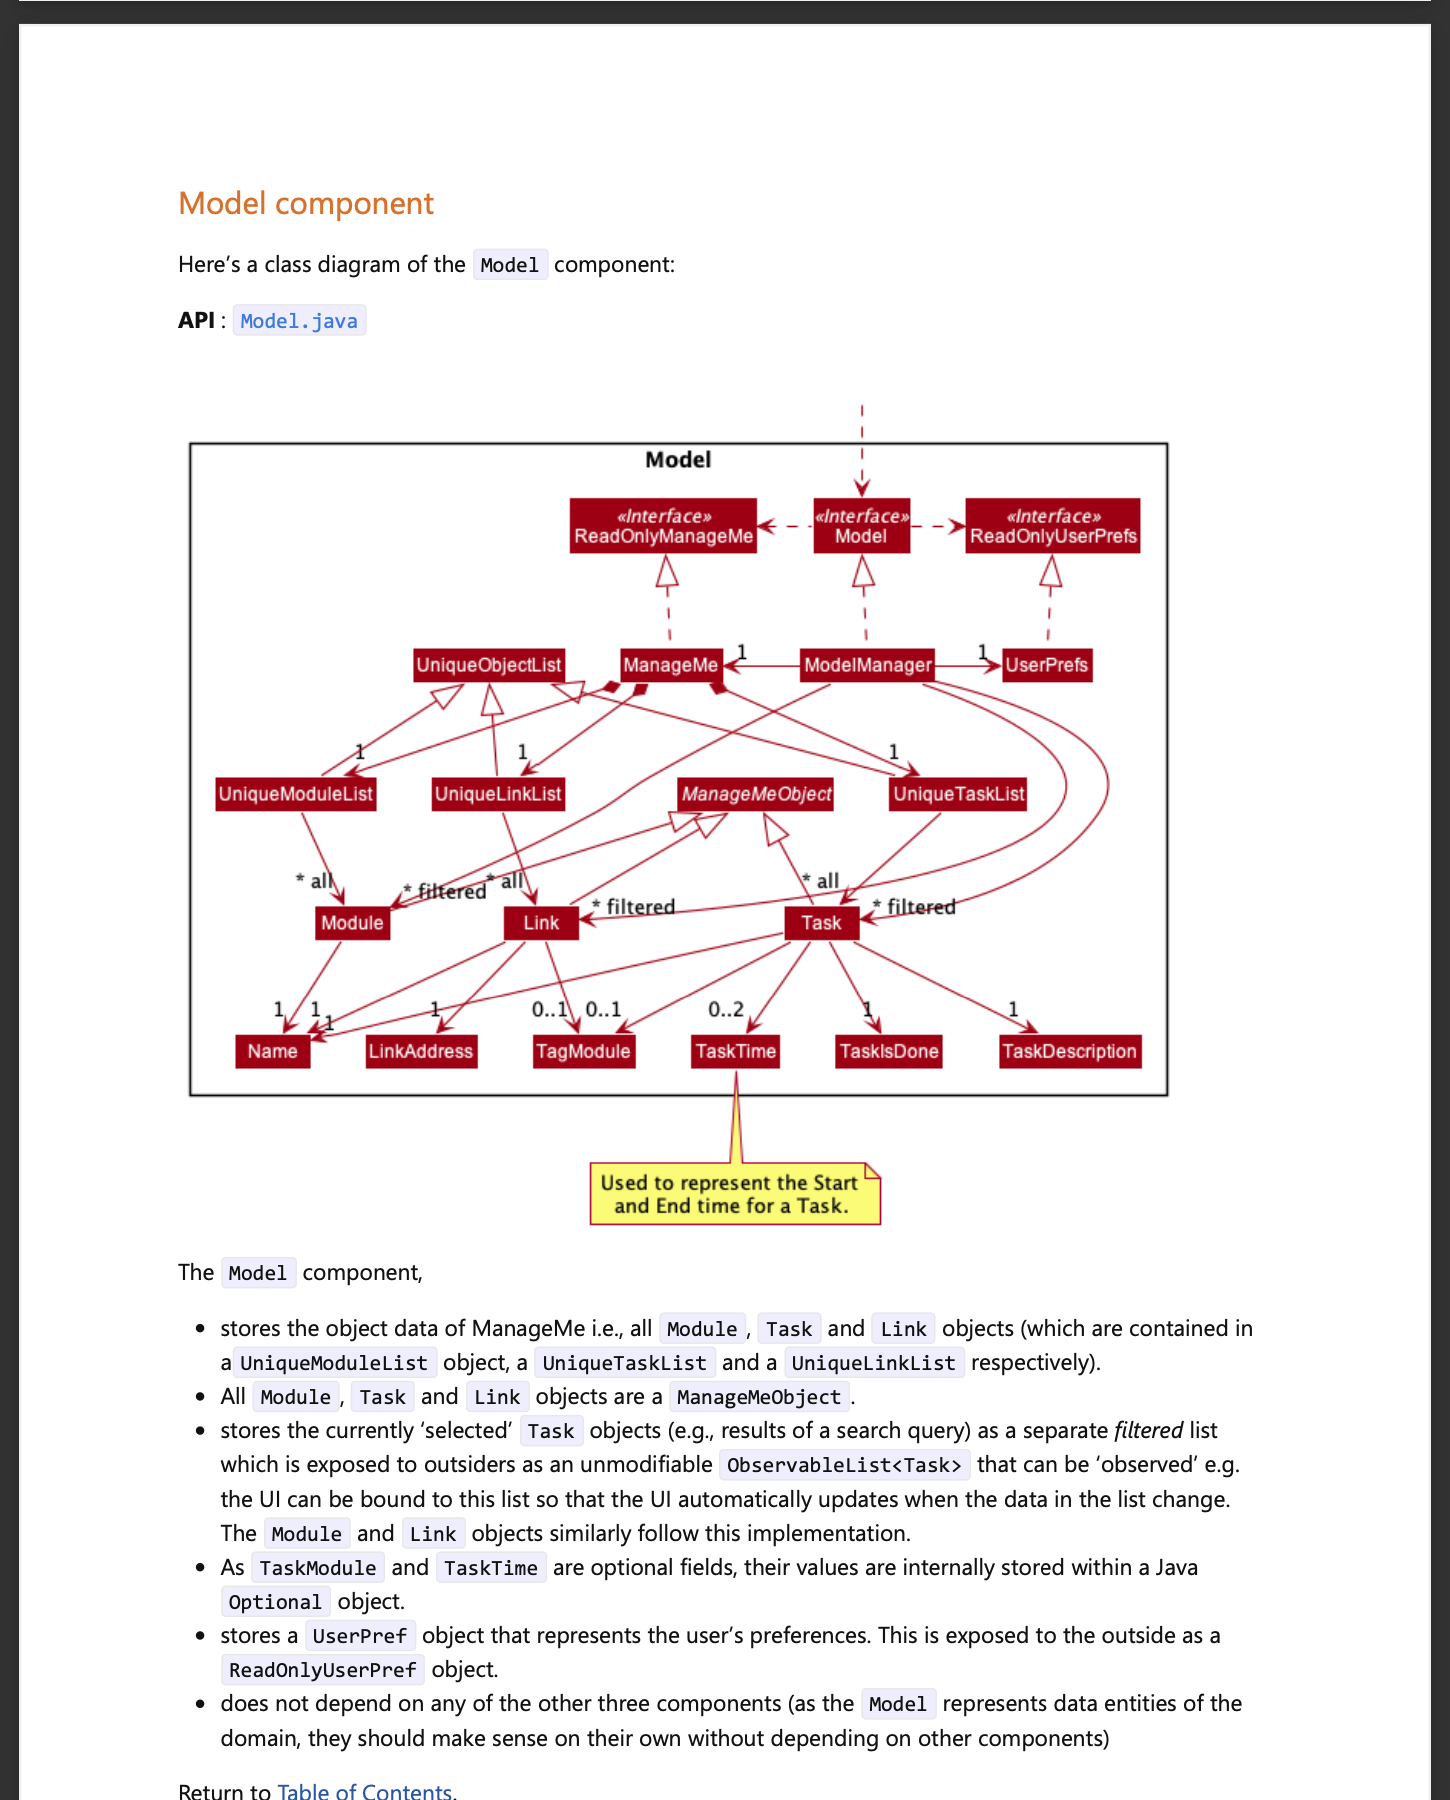 Model component
Here's a class diagram of the Model component:
API : Model.java
Model
«Interface»
ReadOnlyManageMe
«Interface»
Model
«Interface»
ReadOnlyUserPrefs
UniqueObjectList
ManageMe
1
ModelManager
1
UserPrefs
1
1
1
UniqueModuleList
UniqueLinkList
ManageMeObject
UniqueTaskList
* all
* filtered
* all
* filtered
* all
* filtered
Module
Link
Task
1
1
1
1
0..1
0..1
0..2
1
1
Name
LinkAddress
TagModule
TaskTime
TaskIsDone
TaskDescription
Used to represent the Start
and End time for a Task.
The Model component,
• stores the object data of ManageMe i.e., all Module, Task and Link objects (which are contained in
a UniqueModuleList object, a UniqueTaskList and a UniqueLinkList respectively).
• All Module, Task and Link objects are a ManageMeObject.
• stores the currently ‘selected’ Task objects (e.g., results of a search query) as a separate filtered list
which is exposed to outsiders as an unmodifiable ObservableList<Task> that can be ‘observed’ e.g.
the UI can be bound to this list so that the UI automatically updates when the data in the list change.
The Module and Link objects similarly follow this implementation.
• As TaskModule and TaskTime are optional fields, their values are internally stored within a Java
Optional object.
• stores a UserPref object that represents the user’s preferences. This is exposed to the outside as a
ReadOnlyUserPref object.
• does not depend on any of the other three components (as the Model represents data entities of the
domain, they should make sense on their own without depending on other components)
Return to Table of Contents.